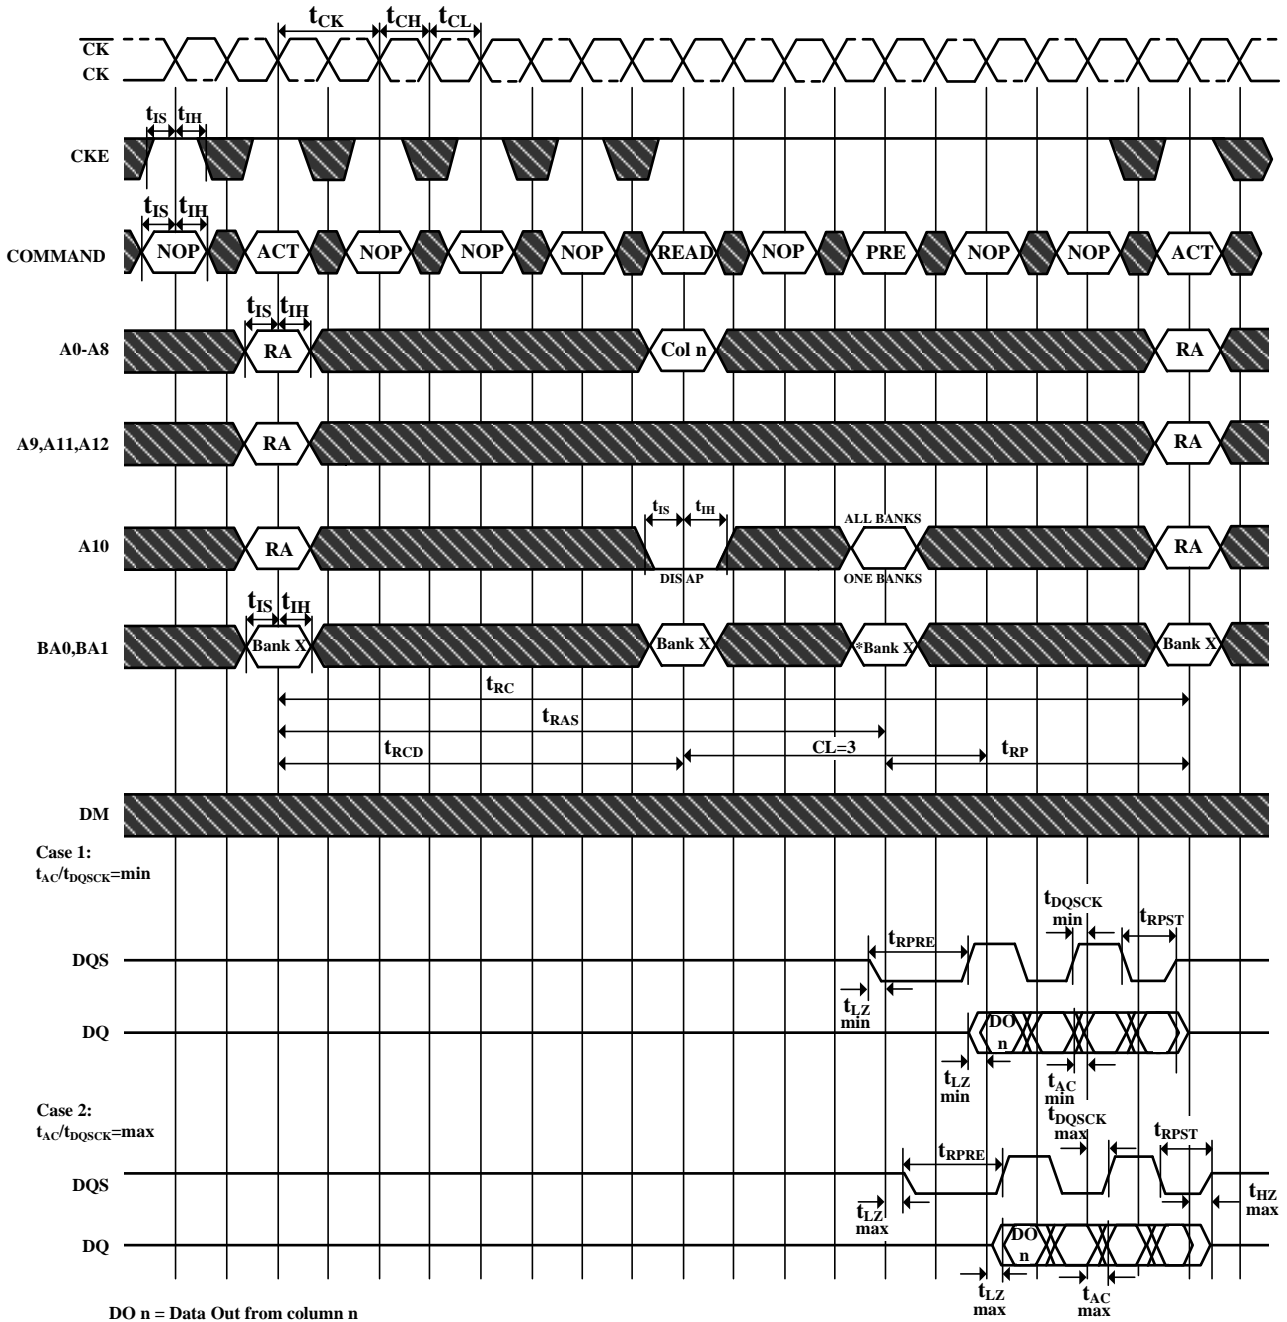 tCK tCH tCL
CK
CK
tIS tIH
CKE
tIS tIH
COMMAND NOP ACT NOP NOP NOP READ NOP PRE NOP NOP ACT
tIS tIH
A0-A8 RA Col n RA
A9,A11,A12 RA RA
tIS tIH
ALL BANKS
A10 RA RA
DIS AP ONE BANKS
tIS tIH
BA0,BA1 Bank X Bank X *Bank X Bank X
tRC
tRAS
tRCD CL=3 tRP
DM
Case 1:
tAC/tDQSCK=min
tDQSCK min tRPST
tRPRE
DQS
tLZ min
DQ DO n
tLZ min tAC min
Case 2:
tAC/tDQSCK=max
tDQSCK max tRPST
tRPRE
DQS
tLZ max tHZ max
DQ DO n
tLZ max tAC max
DO n = Data Out from column n